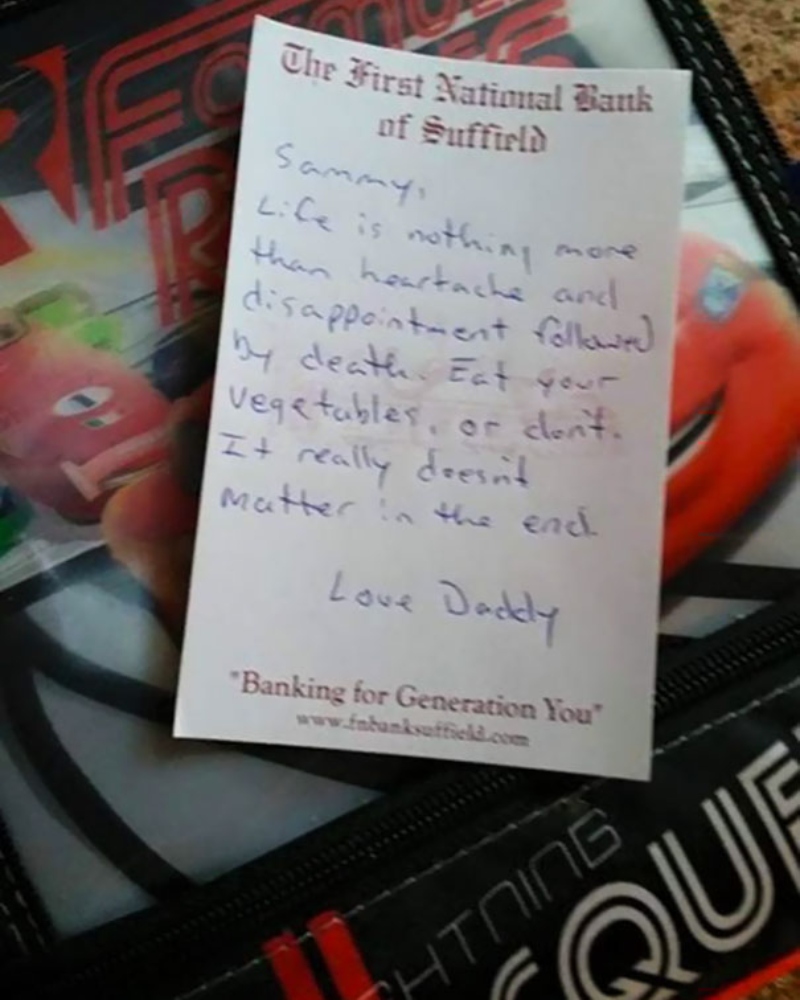 FORMULA
R
The First National Bank
of Suffield
Sammy,
Life is nothing more
than heartache and
disappointment followed
by death. Eat your
vegetables, or don't.
It really doesn't
matter in the end.
Love Daddy
"Banking for Generation You"
www.fnbanksuffield.com
HTNING
QUE